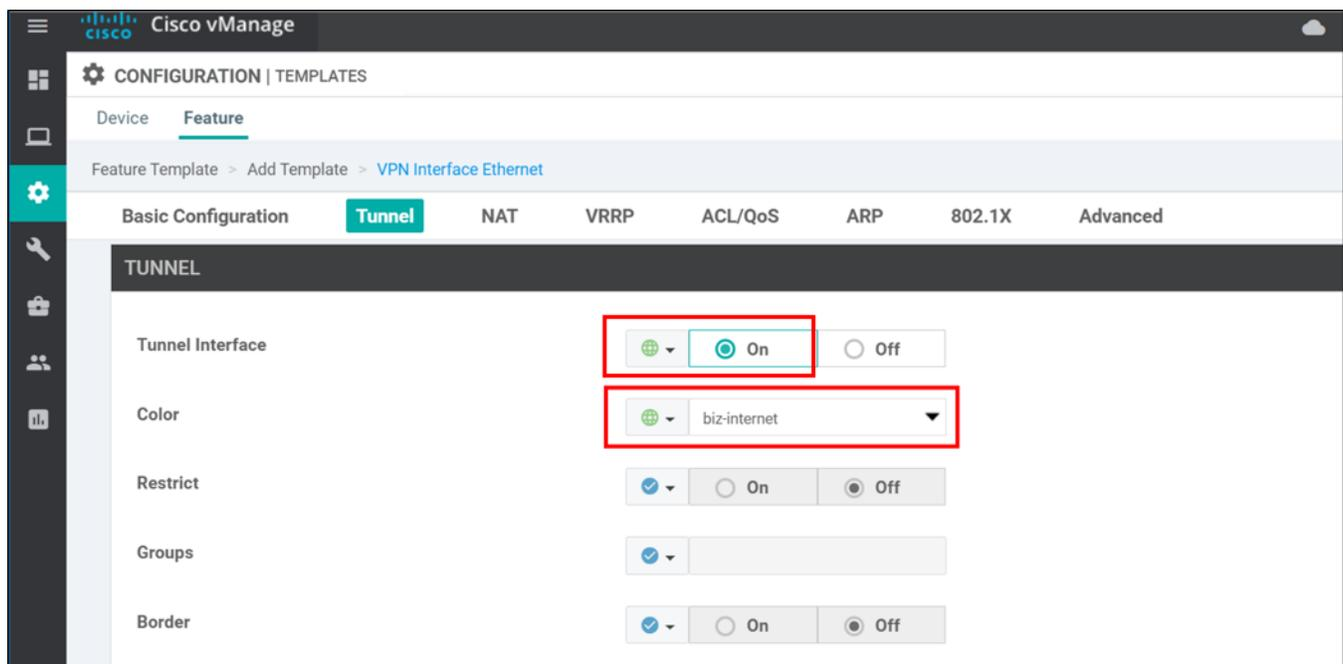 cisco Cisco vManage
CONFIGURATION | TEMPLATES
Device Feature
Feature Template > Add Template > VPN Interface Ethernet
Basic Configuration Tunnel NAT VRRP ACL/QoS ARP 802.1X Advanced
TUNNEL
Tunnel Interface On Off
Color biz-internet
Restrict On Off
Groups
Border On Off